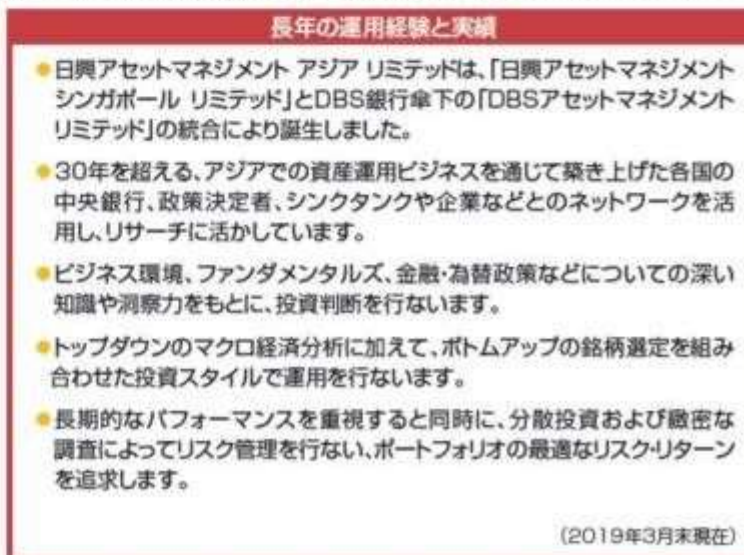 長年の運用経験と実績
●日興アセットマネジメント アジア リミテッドは、「日興アセットマネジメント
シンガポール リミテッド」とDBS銀行傘下の「DBSアセットマネジメント
リミテッド」の統合により誕生しました。
●30年を超える、アジアでの資産運用ビジネスを通じて築き上げた各国の
中央銀行、政策決定者、シンクタンクや企業などとのネットワークを活
用し、リサーチに活かしています。
●ビジネス環境、ファンダメンタルズ、金融・為替政策などについての深い
知識や洞察力をもとに、投資判断を行ないます。
●トップダウンのマクロ経済分析に加えて、ボトムアップの銘柄選定を組み
合わせた投資スタイルで運用を行ないます。
●長期的なパフォーマンスを重視すると同時に、分散投資および緻密な
調査によってリスク管理を行ない、ポートフォリオの最適なリスク・リターン
を追求します。
(2019年3月末現在)